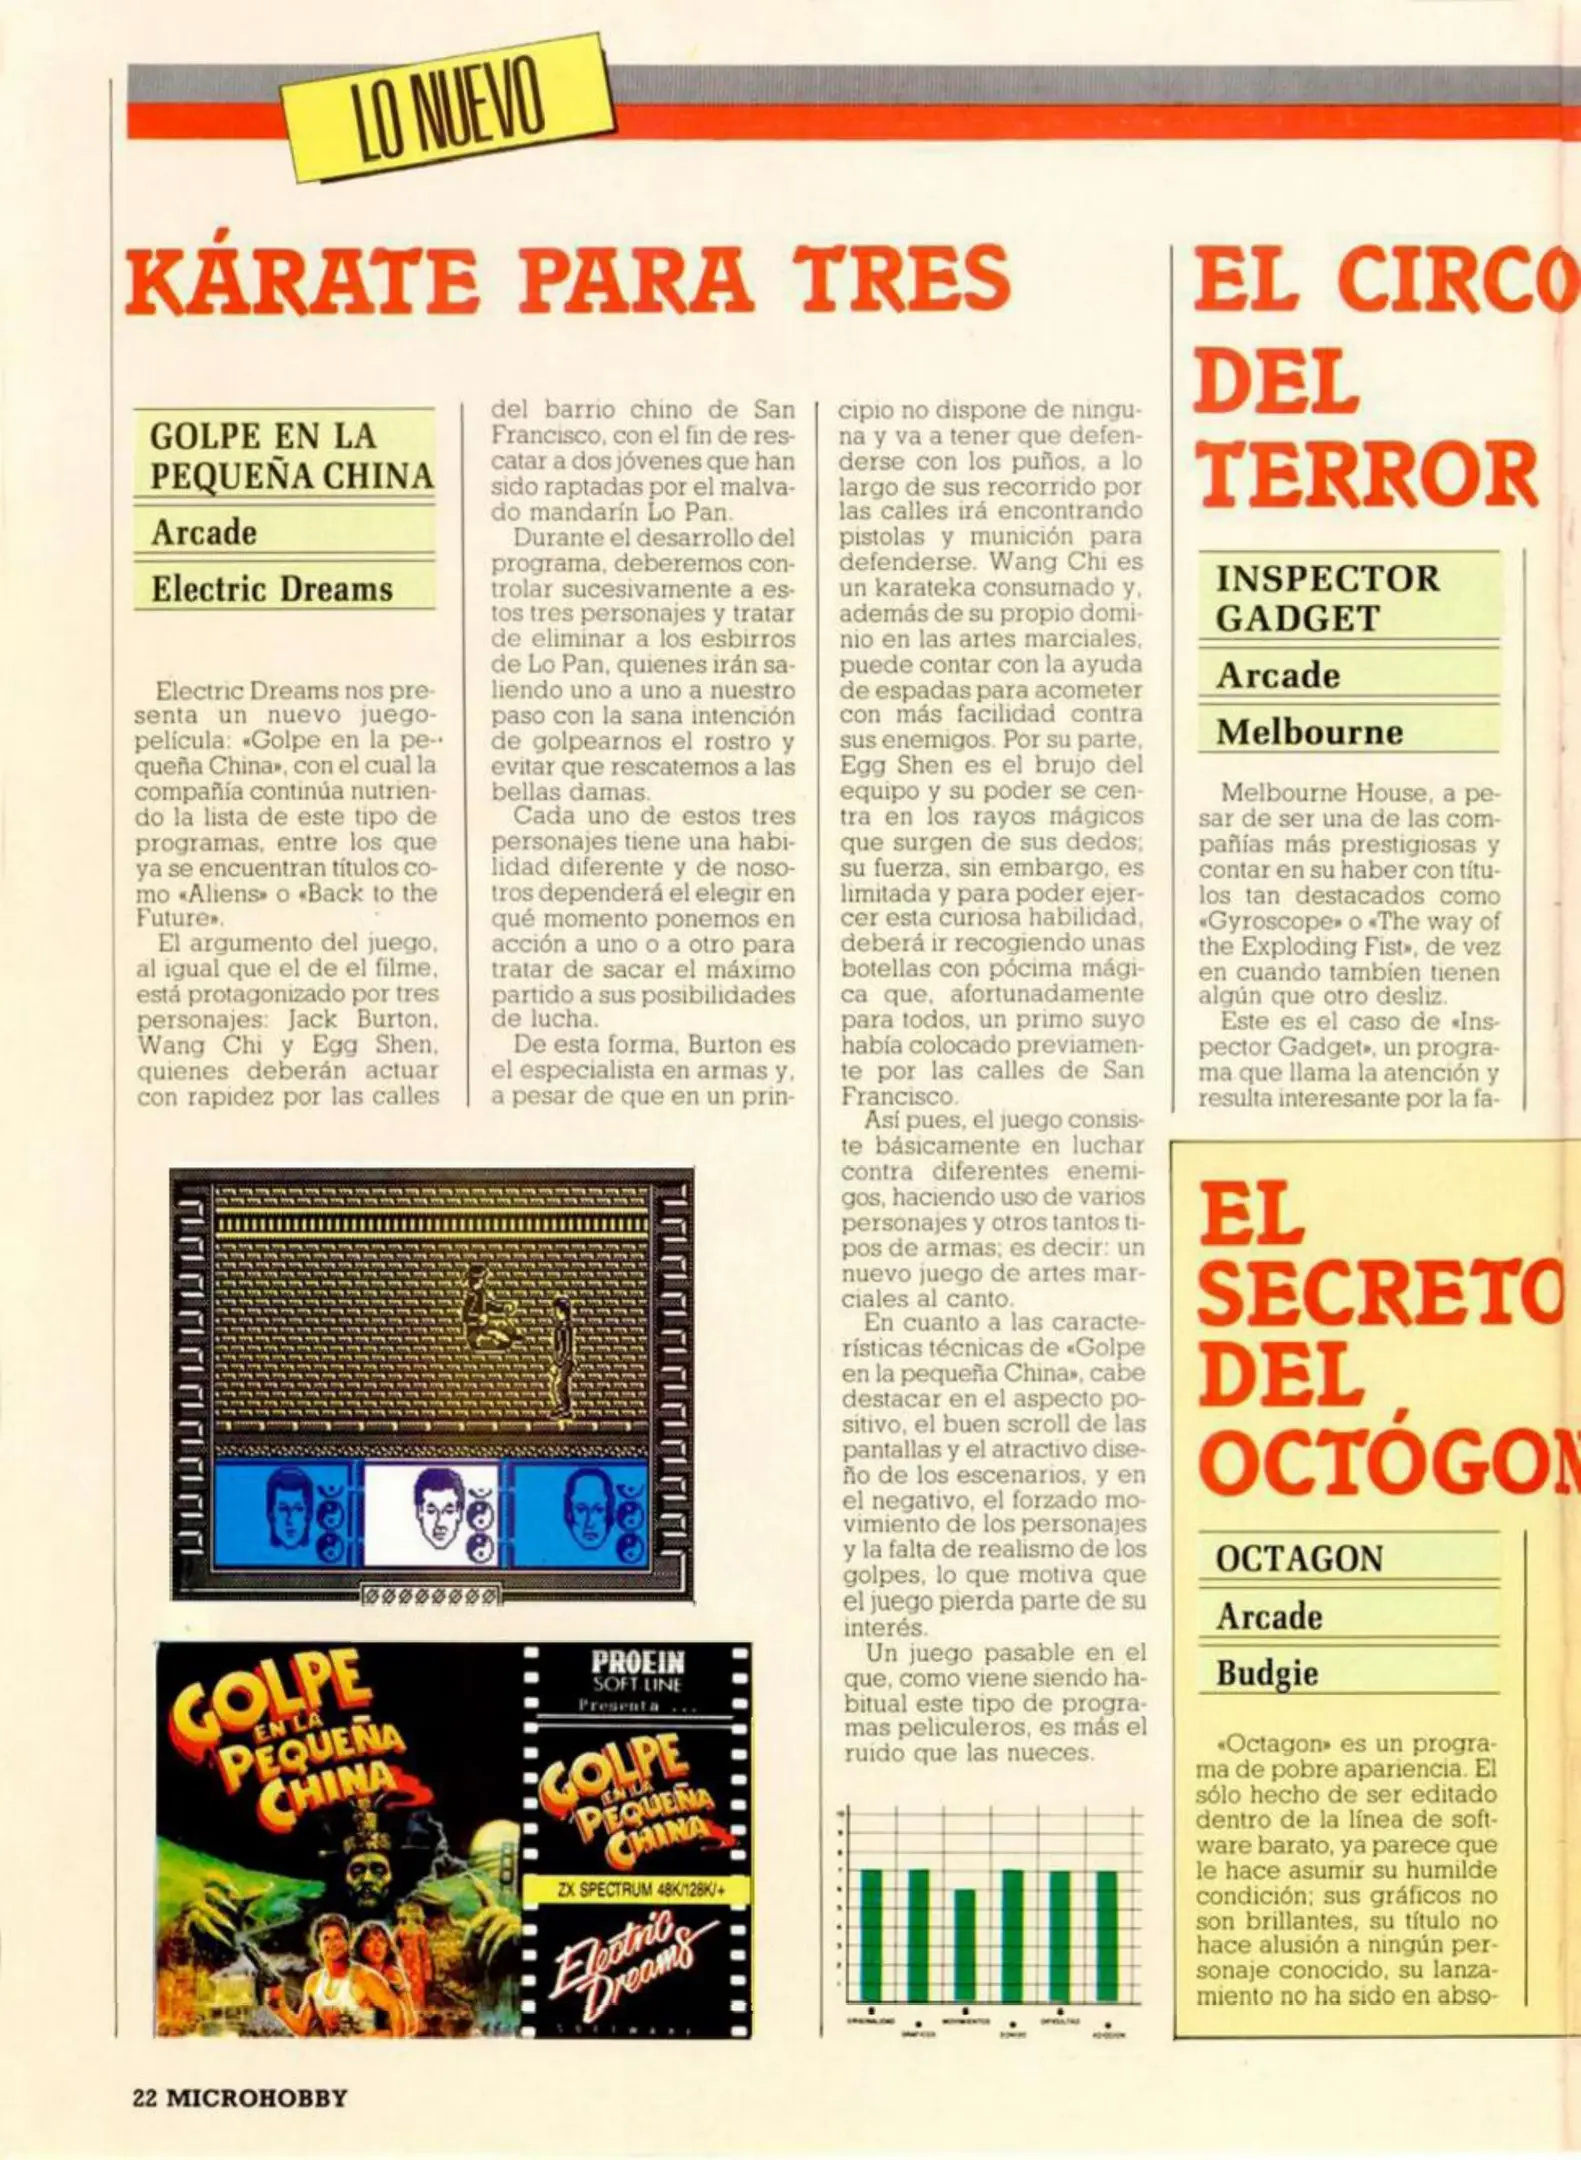 LO NUEVO
KÁRATE PARA TRES
GOLPE EN LA
PEQUEÑA CHINA
Arcade
Electric Dreams
Electric Dreams nos pre-
senta un nuevo juego-
película: «Golpe en la pe-
queña China», con el cual la
compañía continúa nutrien-
do la lista de este tipo de
programas, entre los que
ya se encuentran títulos co-
mo «Aliens» o «Back to the
Future».
El argumento del juego,
al igual que el de el filme,
está protagonizado por tres
personajes: Jack Burton,
Wang Chi y Egg Shen,
quienes deberán actuar
con rapidez por las calles
del barrio chino de San
Francisco, con el fin de res-
catar a dos jóvenes que han
sido raptadas por el malva-
do mandarín Lo Pan.
Durante el desarrollo del
programa, deberemos con-
trolar sucesivamente a es-
tos tres personajes y tratar
de eliminar a los esbirros
de Lo Pan, quienes irán sa-
liendo uno a uno a nuestro
paso con la sana intención
de golpearnos el rostro y
evitar que rescatemos a las
bellas damas.
Cada uno de estos tres
personajes tiene una habi-
lidad diferente y de noso-
tros dependerá el elegir en
qué momento ponemos en
acción a uno o a otro para
tratar de sacar el máximo
partido a sus posibilidades
de lucha.
De esta forma, Burton es
el especialista en armas y,
a pesar de que en un prin-
cipio no dispone de ningu-
na y va a tener que defen-
derse con los puños, a lo
largo de sus recorrido por
las calles irá encontrando
pistolas y munición para
defenderse. Wang Chi es
un karateka consumado y,
además de su propio domi-
nio en las artes marciales,
puede contar con la ayuda
de espadas para acometer
con más facilidad contra
sus enemigos. Por su parte,
Egg Shen es el brujo del
equipo y su poder se cen-
tra en los rayos mágicos
que surgen de sus dedos;
su fuerza, sin embargo, es
limitada y para poder ejer-
cer esta curiosa habilidad,
deberá ir recogiendo unas
botellas con pócima mági-
ca que, afortunadamente
para todos, un primo suyo
había colocado previamen-
te por las calles de San
Francisco.
Así pues, el juego consis-
te básicamente en luchar
contra diferentes enemi-
gos, haciendo uso de varios
personajes y otros tantos ti-
pos de armas; es decir: un
nuevo juego de artes mar-
ciales al canto.
En cuanto a las caracte-
rísticas técnicas de «Golpe
en la pequeña China», cabe
destacar en el aspecto po-
sitivo, el buen scroll de las
pantallas y el atractivo dise-
ño de los escenarios, y en
el negativo, el forzado mo-
vimiento de los personajes
y la falta de realismo de los
golpes, lo que motiva que
el juego pierda parte de su
interés.
Un juego pasable en el
que, como viene siendo ha-
bitual este tipo de progra-
mas peliculeros, es más el
ruido que las nueces.
ORIGINALIDAD
GRAFICOS
MOVIMIENTOS
SONIDO
DIFICULTAD
ADICCION
00000000
GOLPE
EN LA
PEQUEÑA
CHINA
PROEIN
SOFT LINE
Presenta ...
GOLPE
EN LA
PEQUEÑA
CHINA
ZX SPECTRUM 48K/128K/+
Electric
Dreams
Software
EL CIRCO
DEL
TERROR
INSPECTOR
GADGET
Arcade
Melbourne
Melbourne House, a pe-
sar de ser una de las com-
pañías más prestigiosas y
contar en su haber con títu-
los tan destacados como
«Gyroscope» o «The way of
the Exploding Fist», de vez
en cuando tambíen tienen
algún que otro desliz.
Este es el caso de «Ins-
pector Gadget», un progra-
ma que llama la atención y
resulta interesante por la fa-
EL
SECRETO
DEL
OCTÓGON
OCTAGON
Arcade
Budgie
«Octagon» es un progra-
ma de pobre apariencia. El
sólo hecho de ser editado
dentro de la línea de soft-
ware barato, ya parece que
le hace asumir su humilde
condición; sus gráficos no
son brillantes, su título no
hace alusión a ningún per-
sonaje conocido, su lanza-
miento no ha sido en abso-
22 MICROHOBBY